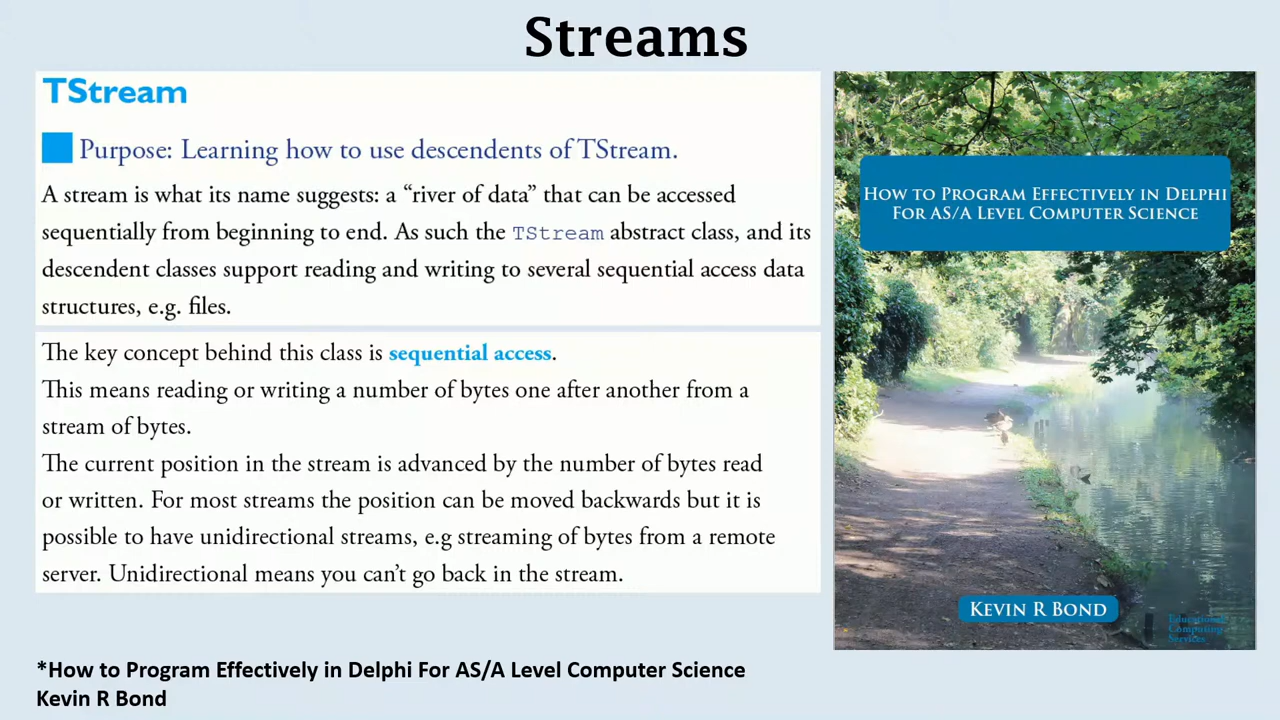 Streams
TStream
Purpose: Learning how to use descendents of TStream.
A stream is what its name suggests: a “river of data” that can be accessed
sequentially from beginning to end. As such the TStream abstract class, and its
descendent classes support reading and writing to several sequential access data
structures, e.g. files.
The key concept behind this class is sequential access.
This means reading or writing a number of bytes one after another from a
stream of bytes.
The current position in the stream is advanced by the number of bytes read
or written. For most streams the position can be moved backwards but it is
possible to have unidirectional streams, e.g streaming of bytes from a remote
server. Unidirectional means you can’t go back in the stream.
How to Program Effectively in Delphi
For AS/A Level Computer Science
Kevin R Bond
Educational
Computing
Services
*How to Program Effectively in Delphi For AS/A Level Computer Science
Kevin R Bond